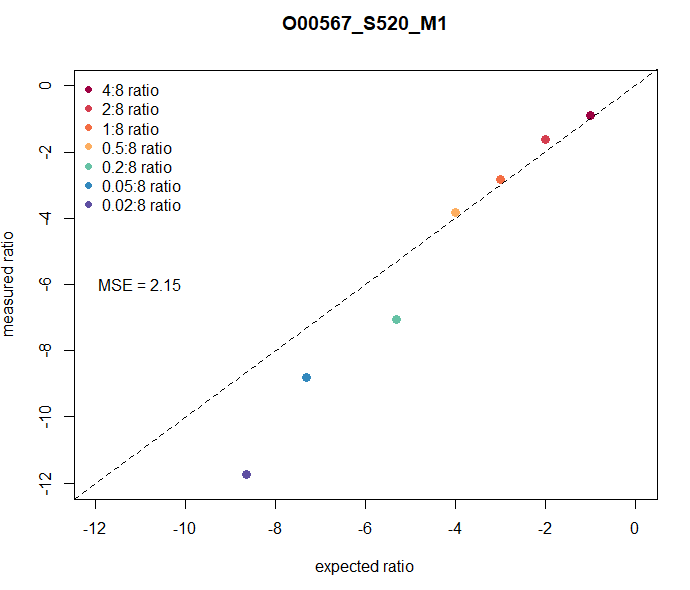 O00567_S520_M1
4:8 ratio
2:8 ratio
1:8 ratio
0.5:8 ratio
0.2:8 ratio
0.05:8 ratio
0.02:8 ratio
MSE = 2.15
measured ratio
0
-2
-4
-6
-8
-10
-12
-12 -10 -8 -6 -4 -2 0
expected ratio